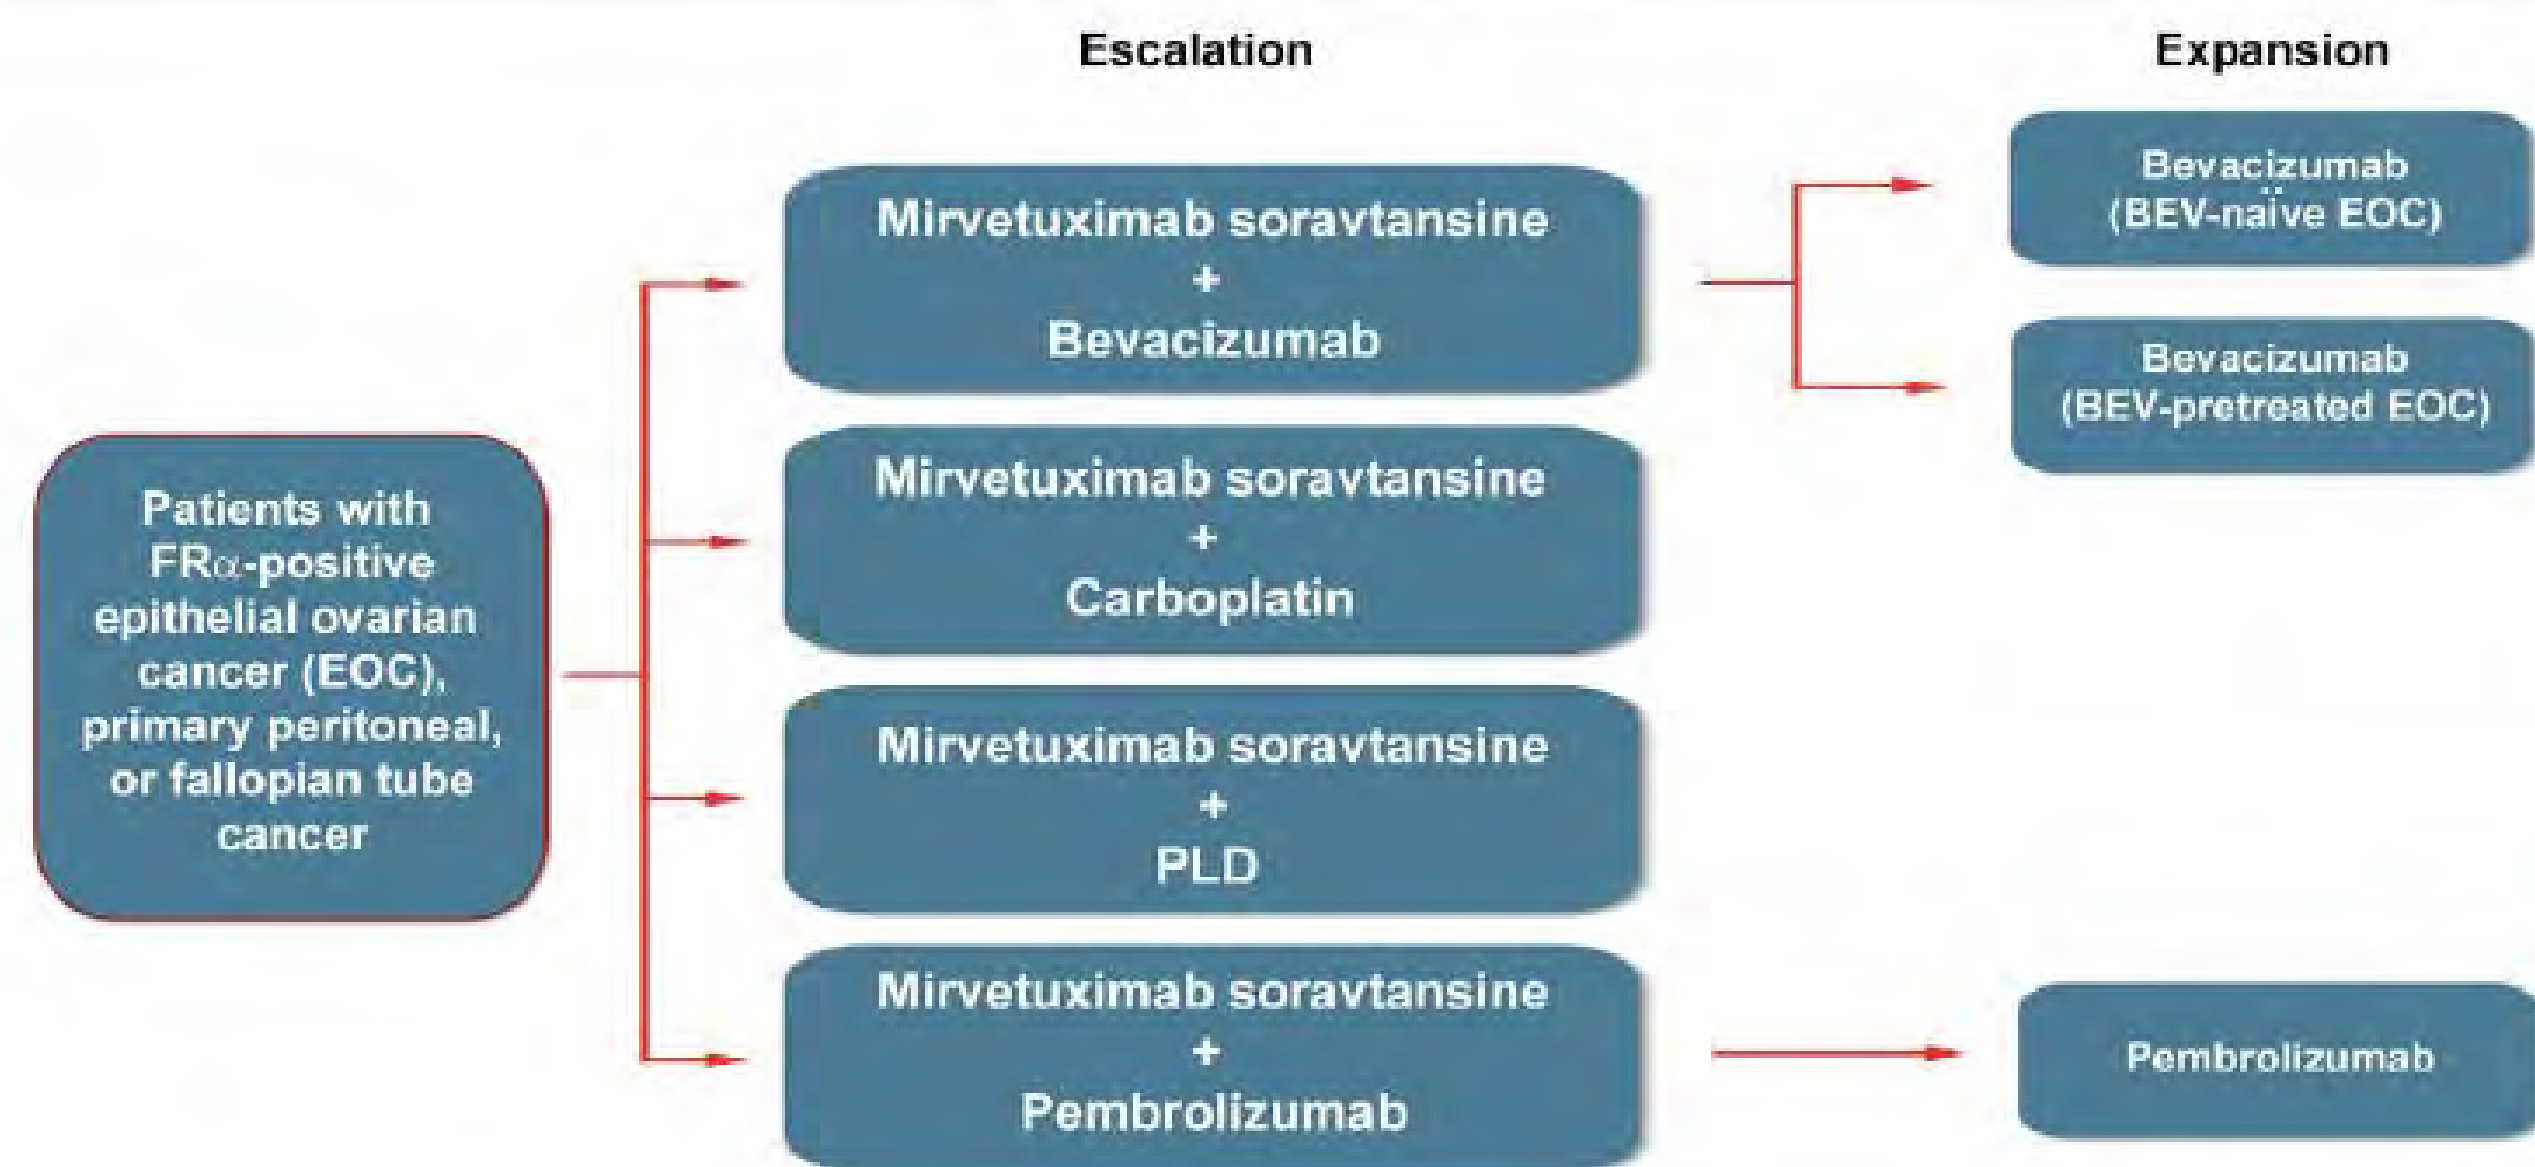 Escalation
Expansion
Patients with
FRα-positive
epithelial ovarian
cancer (EOC),
primary peritoneal,
or fallopian tube
cancer
Mirvetuximab soravtansine
+
Bevacizumab
Mirvetuximab soravtansine
+
Carboplatin
Mirvetuximab soravtansine
+
PLD
Mirvetuximab soravtansine
+
Pembrolizumab
Bevacizumab
(BEV-naïve EOC)
Bevacizumab
(BEV-pretreated EOC)
Pembrolizumab